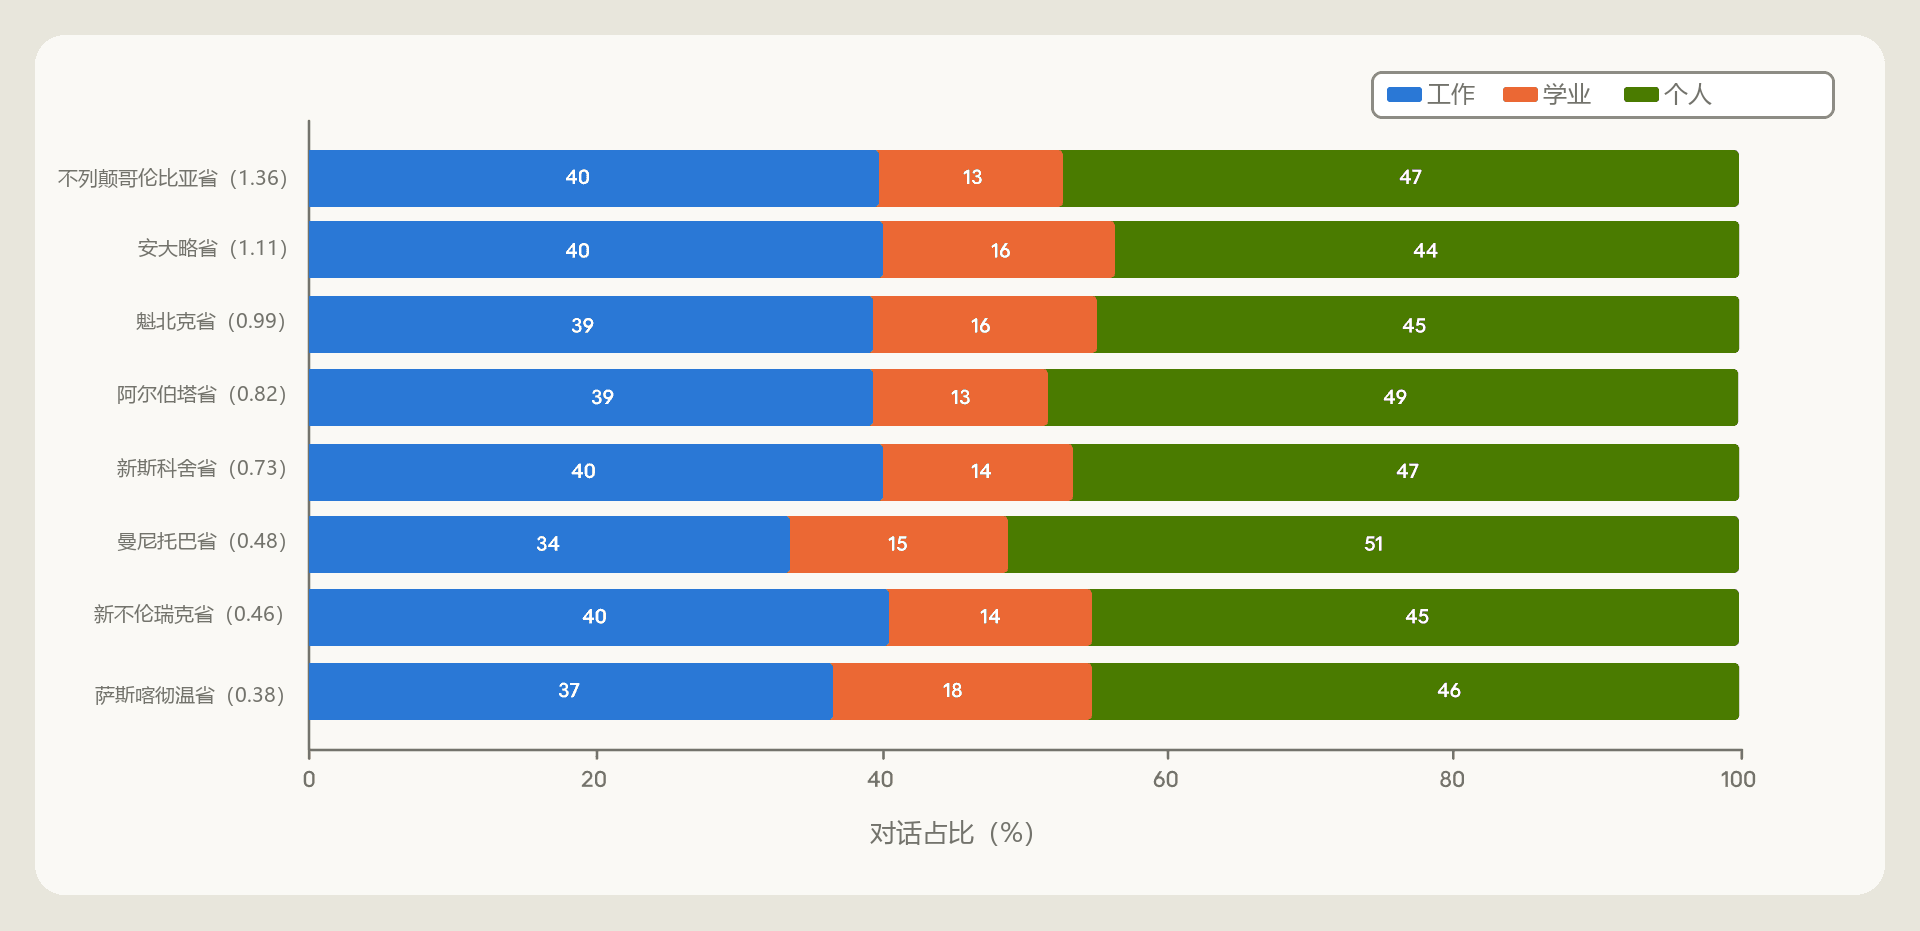 工作 学业 个人
不列颠哥伦比亚省（1.36） 40 13 47
安大略省（1.11） 40 16 44
魁北克省（0.99） 39 16 45
阿尔伯塔省（0.82） 39 13 49
新斯科舍省（0.73） 40 14 47
曼尼托巴省（0.48） 34 15 51
新不伦瑞克省（0.46） 40 14 45
萨斯喀彻温省（0.38） 37 18 46
0 20 40 60 80 100
对话占比（%）